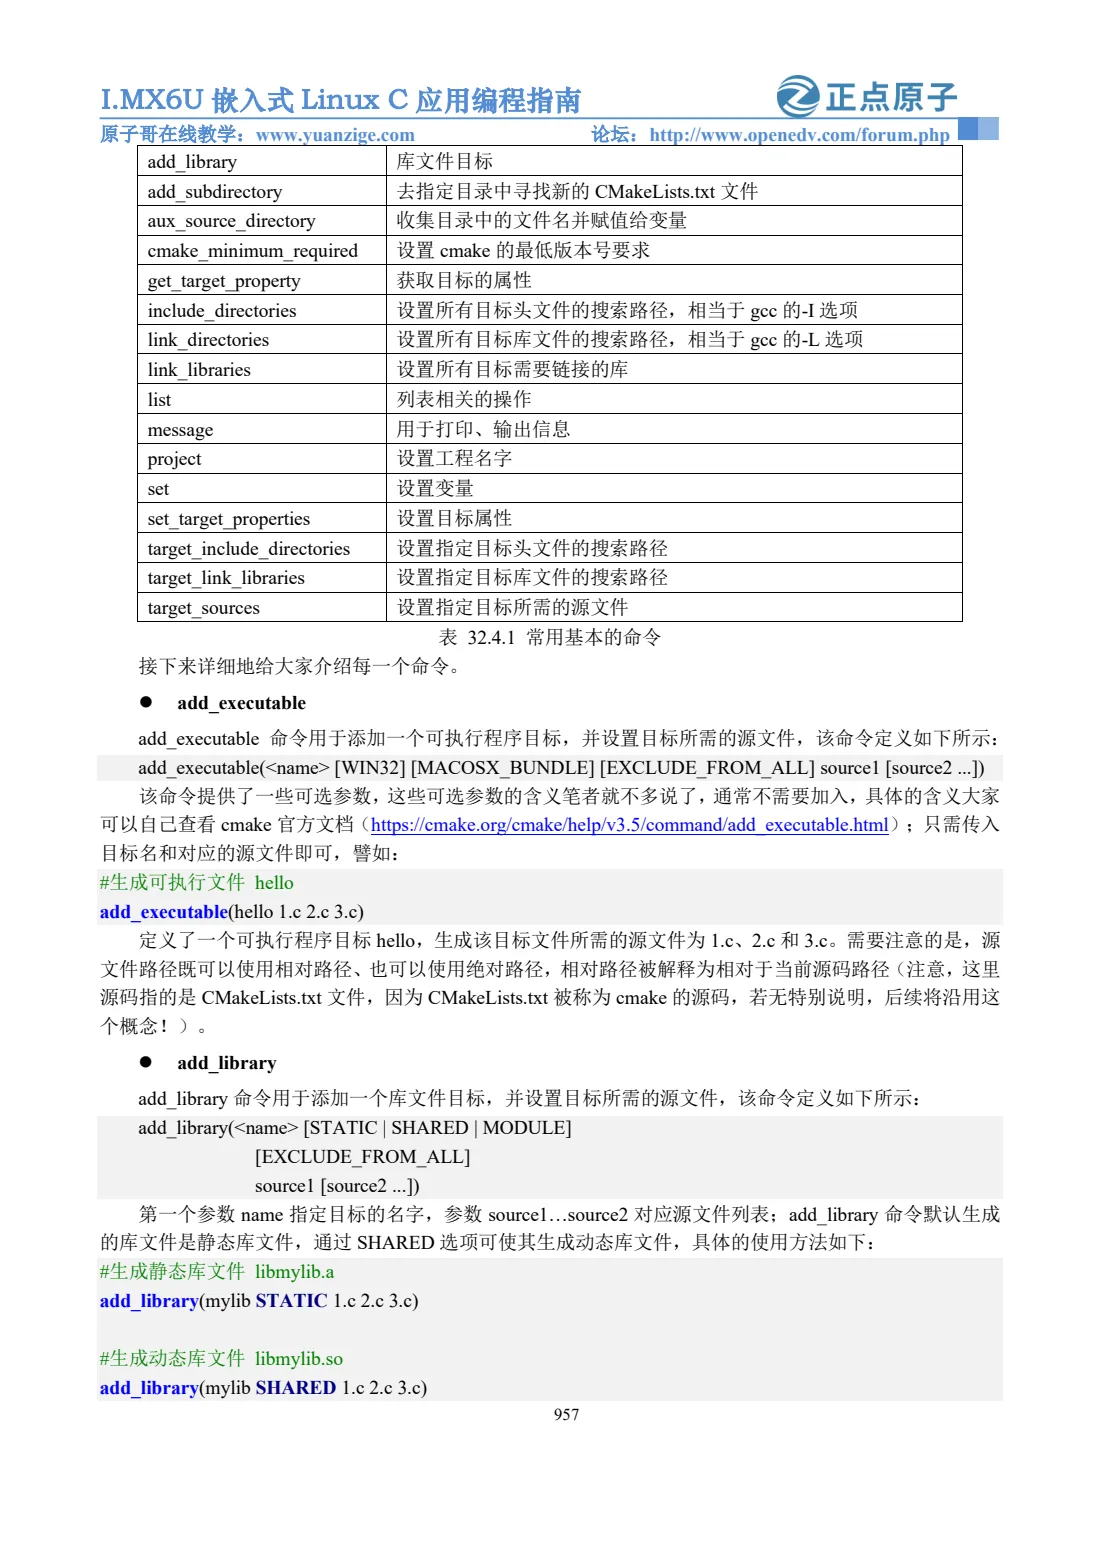 I.MX6U 嵌入式 Linux C 应用编程指南
正点原子
原子哥在线教学：www.yuanzige.com 论坛：http://www.openedv.com/forum.php
add_library 库文件目标
add_subdirectory 去指定目录中寻找新的 CMakeLists.txt 文件
aux_source_directory 收集目录中的文件名并赋值给变量
cmake_minimum_required 设置 cmake 的最低版本号要求
get_target_property 获取目标的属性
include_directories 设置所有目标头文件的搜索路径，相当于 gcc 的-I 选项
link_directories 设置所有目标库文件的搜索路径，相当于 gcc 的-L 选项
link_libraries 设置所有目标需要链接的库
list 列表相关的操作
message 用于打印、输出信息
project 设置工程名字
set 设置变量
set_target_properties 设置目标属性
target_include_directories 设置指定目标头文件的搜索路径
target_link_libraries 设置指定目标库文件的搜索路径
target_sources 设置指定目标所需的源文件
表 32.4.1 常用基本的命令
接下来详细地给大家介绍每一个命令。
● add_executable
add_executable 命令用于添加一个可执行程序目标，并设置目标所需的源文件，该命令定义如下所示：
add_executable(<name> [WIN32] [MACOSX_BUNDLE] [EXCLUDE_FROM_ALL] source1 [source2 ...])
该命令提供了一些可选参数，这些可选参数的含义笔者就不多说了，通常不需要加入，具体的含义大家
可以自己查看 cmake 官方文档（https://cmake.org/cmake/help/v3.5/command/add_executable.html）；只需传入
目标名和对应的源文件即可，譬如：
#生成可执行文件 hello
add_executable(hello 1.c 2.c 3.c)
定义了一个可执行程序目标 hello，生成该目标文件所需的源文件为 1.c、2.c 和 3.c。需要注意的是，源
文件路径既可以使用相对路径、也可以使用绝对路径，相对路径被解释为相对于当前源码路径（注意，这里
源码指的是 CMakeLists.txt 文件，因为 CMakeLists.txt 被称为 cmake 的源码，若无特别说明，后续将沿用这
个概念！）。
● add_library
add_library 命令用于添加一个库文件目标，并设置目标所需的源文件，该命令定义如下所示：
add_library(<name> [STATIC | SHARED | MODULE]
[EXCLUDE_FROM_ALL]
source1 [source2 ...])
第一个参数 name 指定目标的名字，参数 source1…source2 对应源文件列表；add_library 命令默认生成
的库文件是静态库文件，通过 SHARED 选项可使其生成动态库文件，具体的使用方法如下：
#生成静态库文件 libmylib.a
add_library(mylib STATIC 1.c 2.c 3.c)
#生成动态库文件 libmylib.so
add_library(mylib SHARED 1.c 2.c 3.c)
957